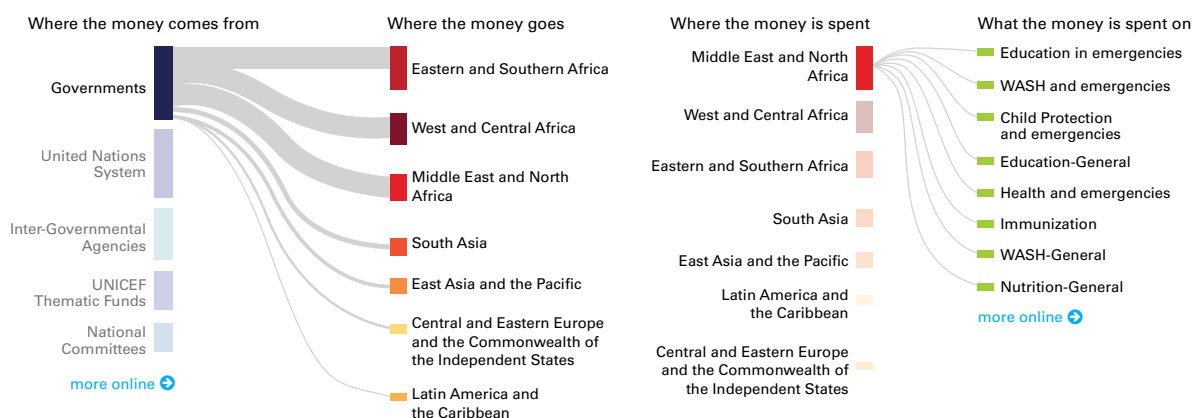 Where the money comes from
Governments
United Nations
System
Inter-Governmental
Agencies
UNICEF
Thematic Funds
National
Committees
more online
Where the money goes
Eastern and Southern Africa
West and Central Africa
Middle East and North
Africa
South Asia
East Asia and the Pacific
Central and Eastern Europe
and the Commonwealth of
the Independent States
Latin America and
the Caribbean
Where the money is spent
Middle East and North
Africa
West and Central Africa
Eastern and Southern Africa
South Asia
East Asia and the Pacific
Latin America and
the Caribbean
Central and Eastern Europe
and the Commonwealth of
the Independent States
What the money is spent on
Education in emergencies
WASH and emergencies
Child Protection
and emergencies
Education-General
Health and emergencies
Immunization
WASH-General
Nutrition-General
more online